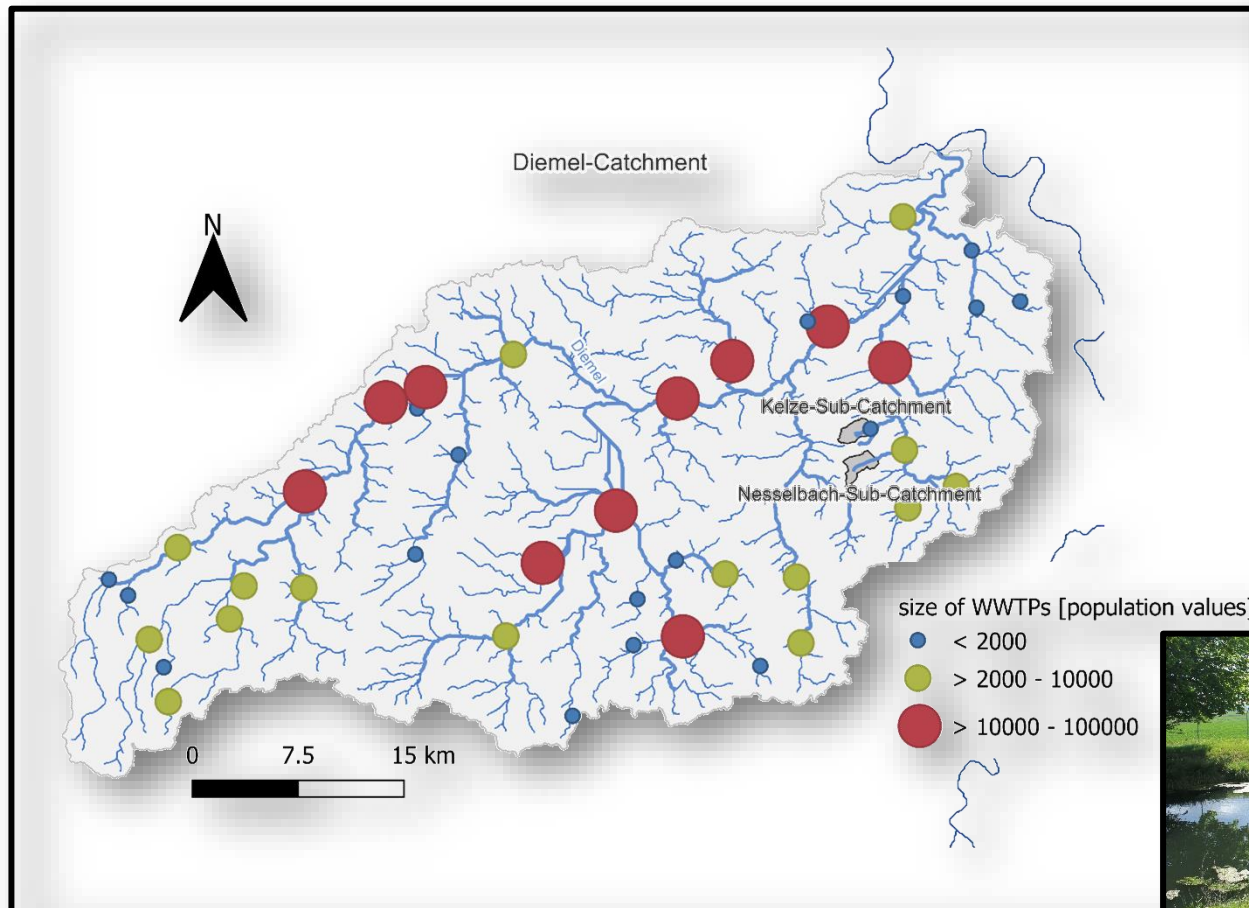 Diemel-Catchment
N
Diemel
Kelze-Sub-Catchment
Nesselbach-Sub-Catchment
size of WWTPs [population values]
< 2000
> 2000 - 10000
> 10000 - 100000
0 7.5 15 km